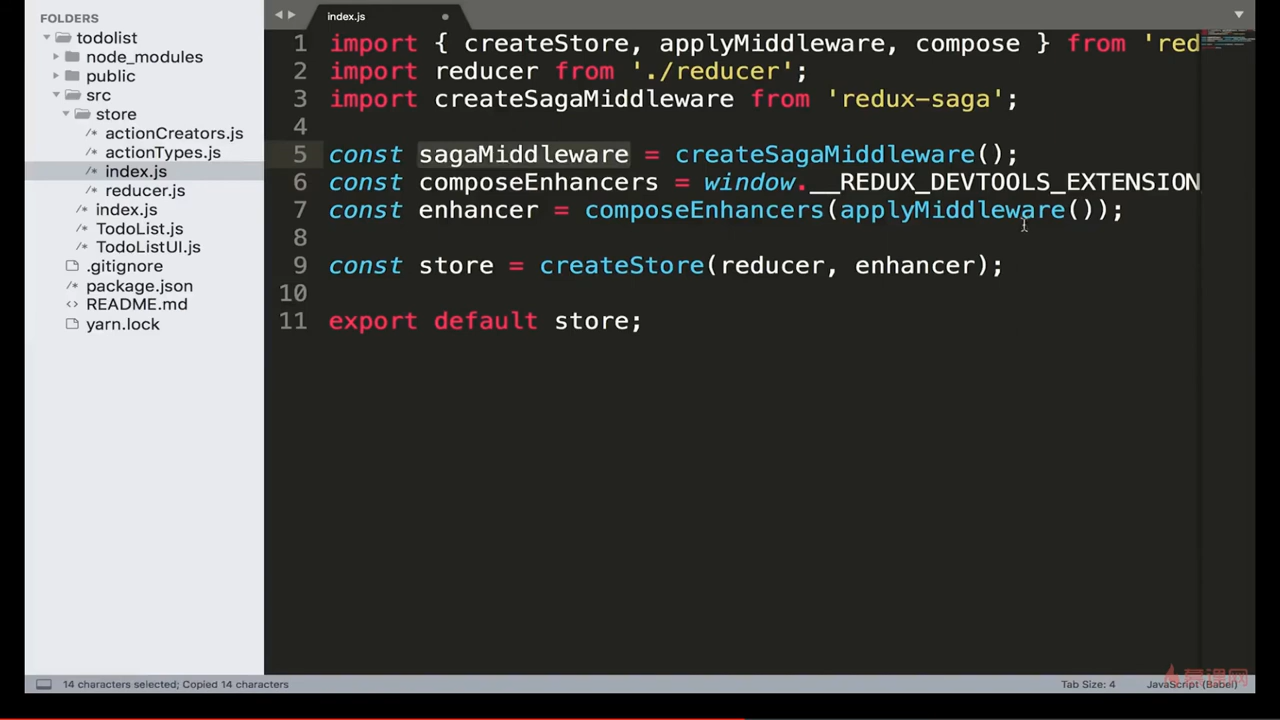 FOLDERS
todolist
node_modules
public
src
store
actionCreators.js
actionTypes.js
index.js
reducer.js
index.js
TodoList.js
TodoListUI.js
.gitignore
package.json
README.md
yarn.lock
index.js
1 import { createStore, applyMiddleware, compose } from 'red
2 import reducer from './reducer';
3 import createSagaMiddleware from 'redux-saga';
4
5 const sagaMiddleware = createSagaMiddleware();
6 const composeEnhancers = window.__REDUX_DEVTOOLS_EXTENSION
7 const enhancer = composeEnhancers(applyMiddleware());
8
9 const store = createStore(reducer, enhancer);
10
11 export default store;
14 characters selected; Copied 14 characters
Tab Size: 4
JavaScript (Babel)
慕课网